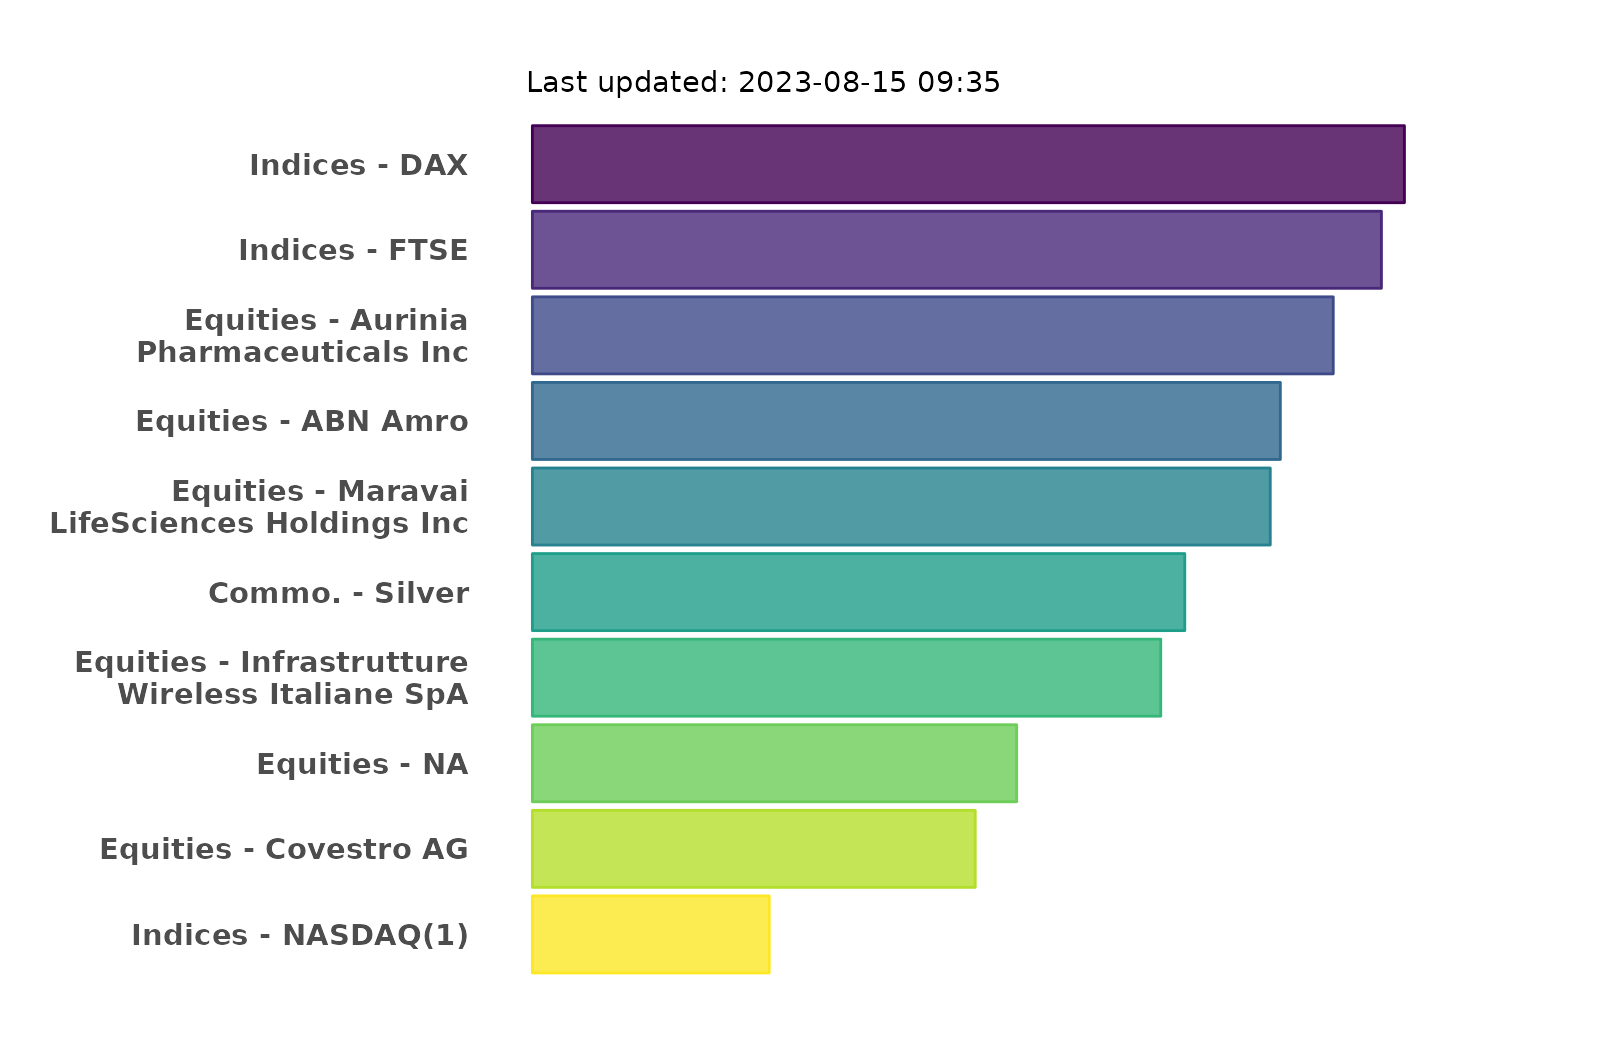 Last updated: 2023-08-15 09:35
Indices - DAX
Indices - FTSE
Equities - Aurinia
Pharmaceuticals Inc
Equities - ABN Amro
Equities - Maravai
LifeSciences Holdings Inc
Commo. - Silver
Equities - Infrastrutture
Wireless Italiane SpA
Equities - NA
Equities - Covestro AG
Indices - NASDAQ(1)